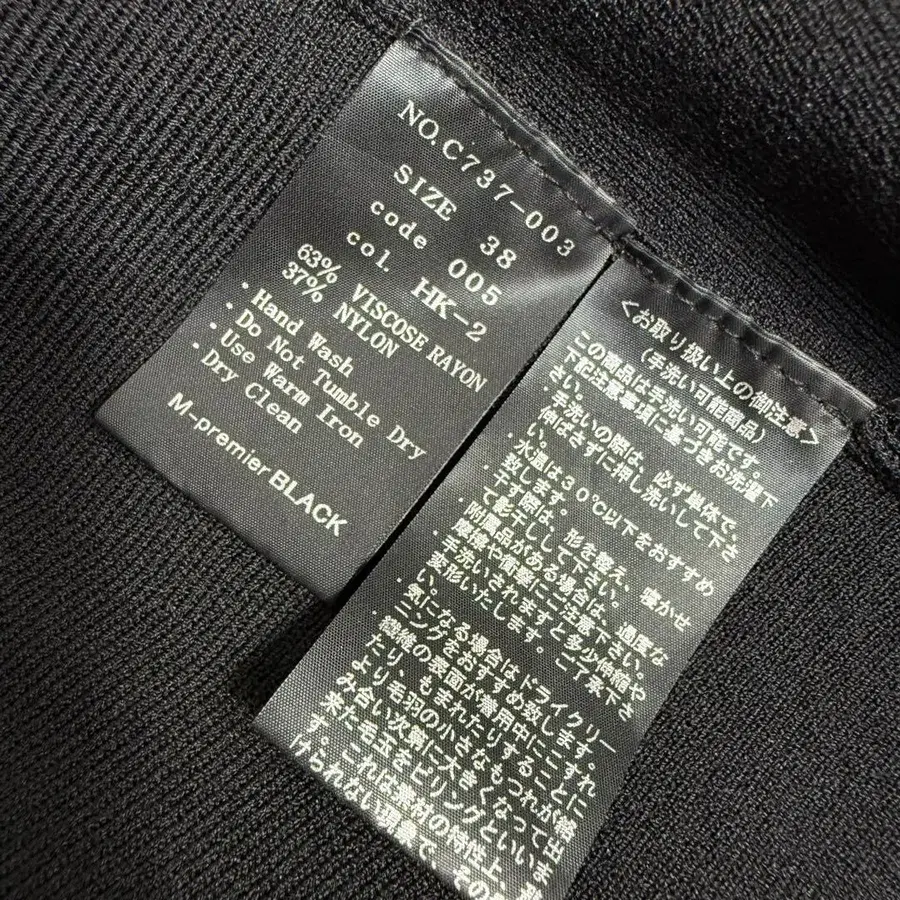 NO.C737-003
SIZE 38
code 005
col. HK-2
63% VISCOSE RAYON
37% NYLON
・Hand Wash
・Do Not Tumble Dry
・Use Warm Iron
・Dry Clean
M-premier BLACK
<お取り扱い上の御注意>
(手洗い可能商品)
この商品は手洗い可能です。
下記注意事項に基づきお洗濯下
さい。
・手洗いの際は、必ず単体で、
伸ばさずに押し洗いして下さ
い。
・水温は30℃以下をおすすめ
致します。
・干す際は、形を整え、寝かせ
て影干しして下さい。
・附属品がある場合は、過度な
摩擦や衝撃にご注意下さい。
・手洗いされますと多少伸縮や
変形いたします。ご了承下さ
い。
・気になる場合はドライクリー
ニングをおすすめ致します。
繊維の表面が着用中にこすれ
たり、もまれたりすることに
より毛羽の小さなもつれが絡
み合い次第に大きくなって出
来た毛玉をピリングといいま
す。これは素材の特性上、
けられない現象で、その